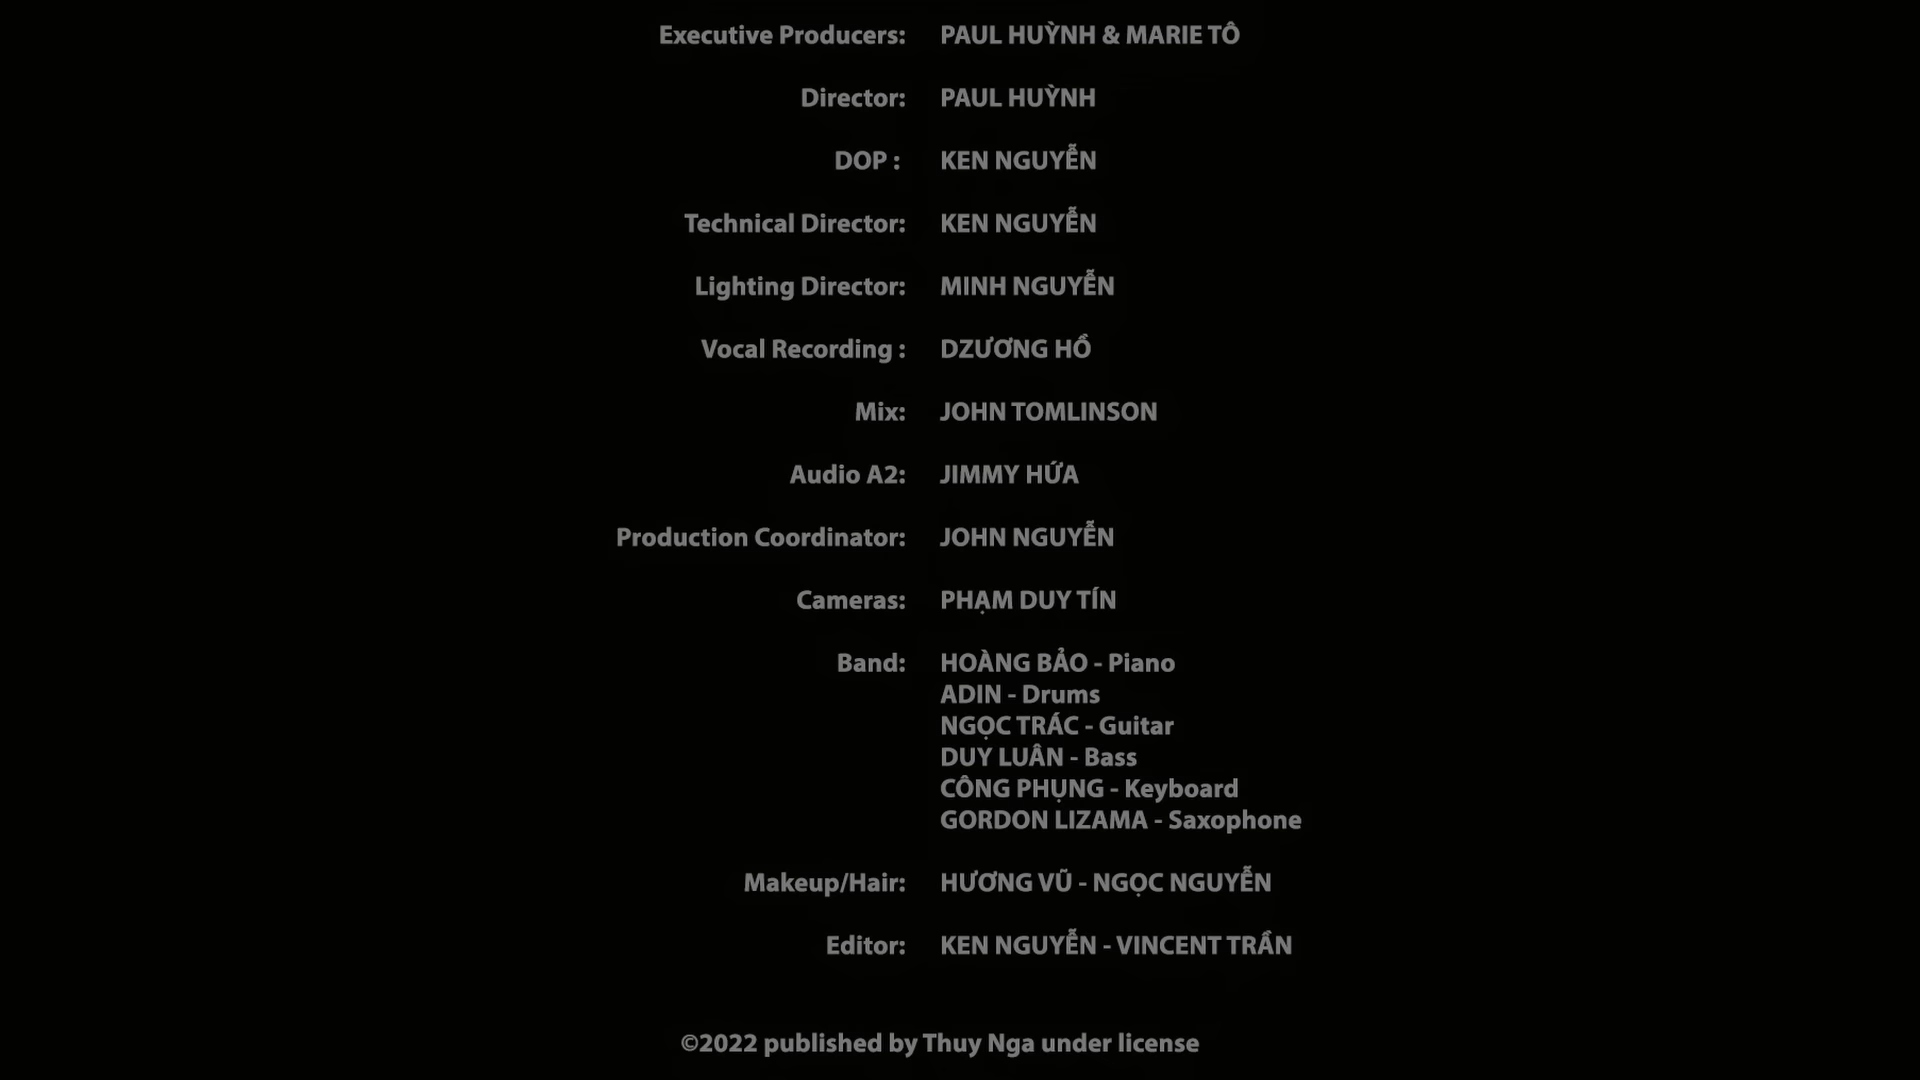 Executive Producers: PAUL HUỲNH & MARIE TÔ
Director: PAUL HUỲNH
DOP : KEN NGUYỄN
Technical Director: KEN NGUYỄN
Lighting Director: MINH NGUYỄN
Vocal Recording : DZƯƠNG HỒ
Mix: JOHN TOMLINSON
Audio A2: JIMMY HỨA
Production Coordinator: JOHN NGUYỄN
Cameras: PHẠM DUY TÍN
Band: HOÀNG BẢO - Piano
ADIN - Drums
NGỌC TRÁC - Guitar
DUY LUÂN - Bass
CÔNG PHỤNG - Keyboard
GORDON LIZAMA - Saxophone
Makeup/Hair: HƯƠNG VŨ - NGỌC NGUYỄN
Editor: KEN NGUYỄN - VINCENT TRẦN
©2022 published by Thuy Nga under license